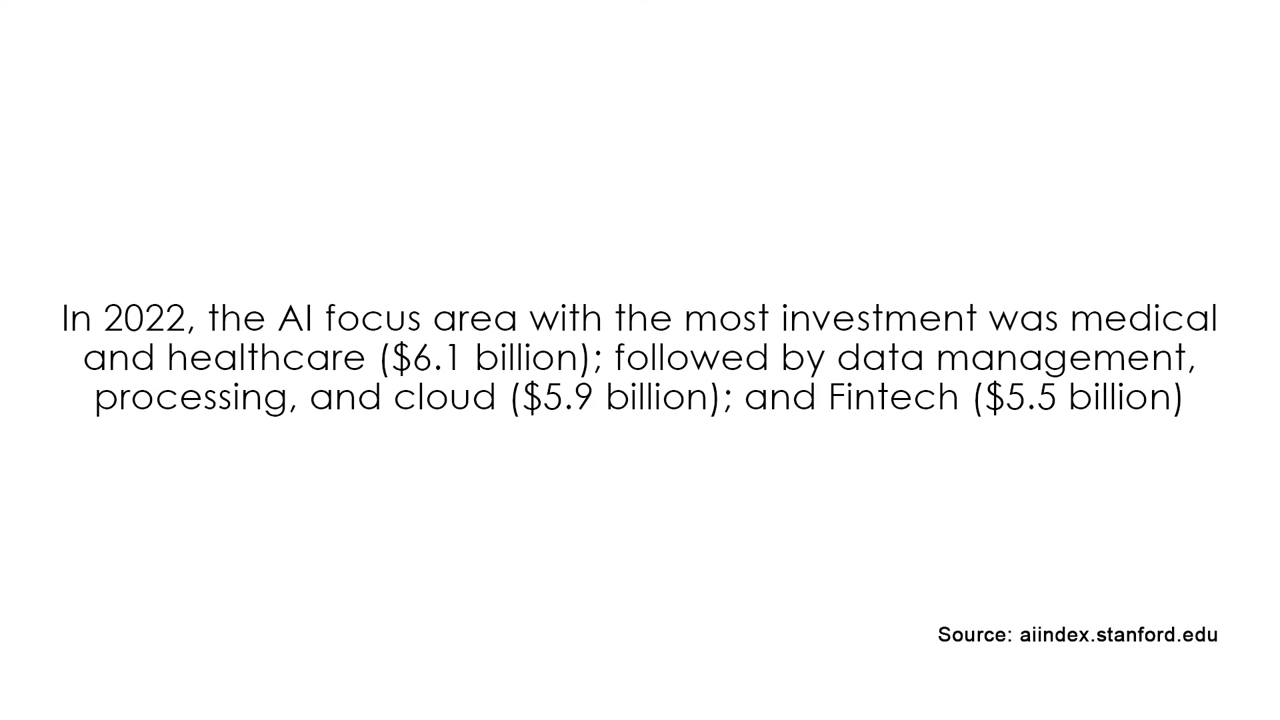 In 2022, the AI focus area with the most investment was medical
and healthcare ($6.1 billion); followed by data management,
processing, and cloud ($5.9 billion); and Fintech ($5.5 billion)
Source: aiindex.stanford.edu